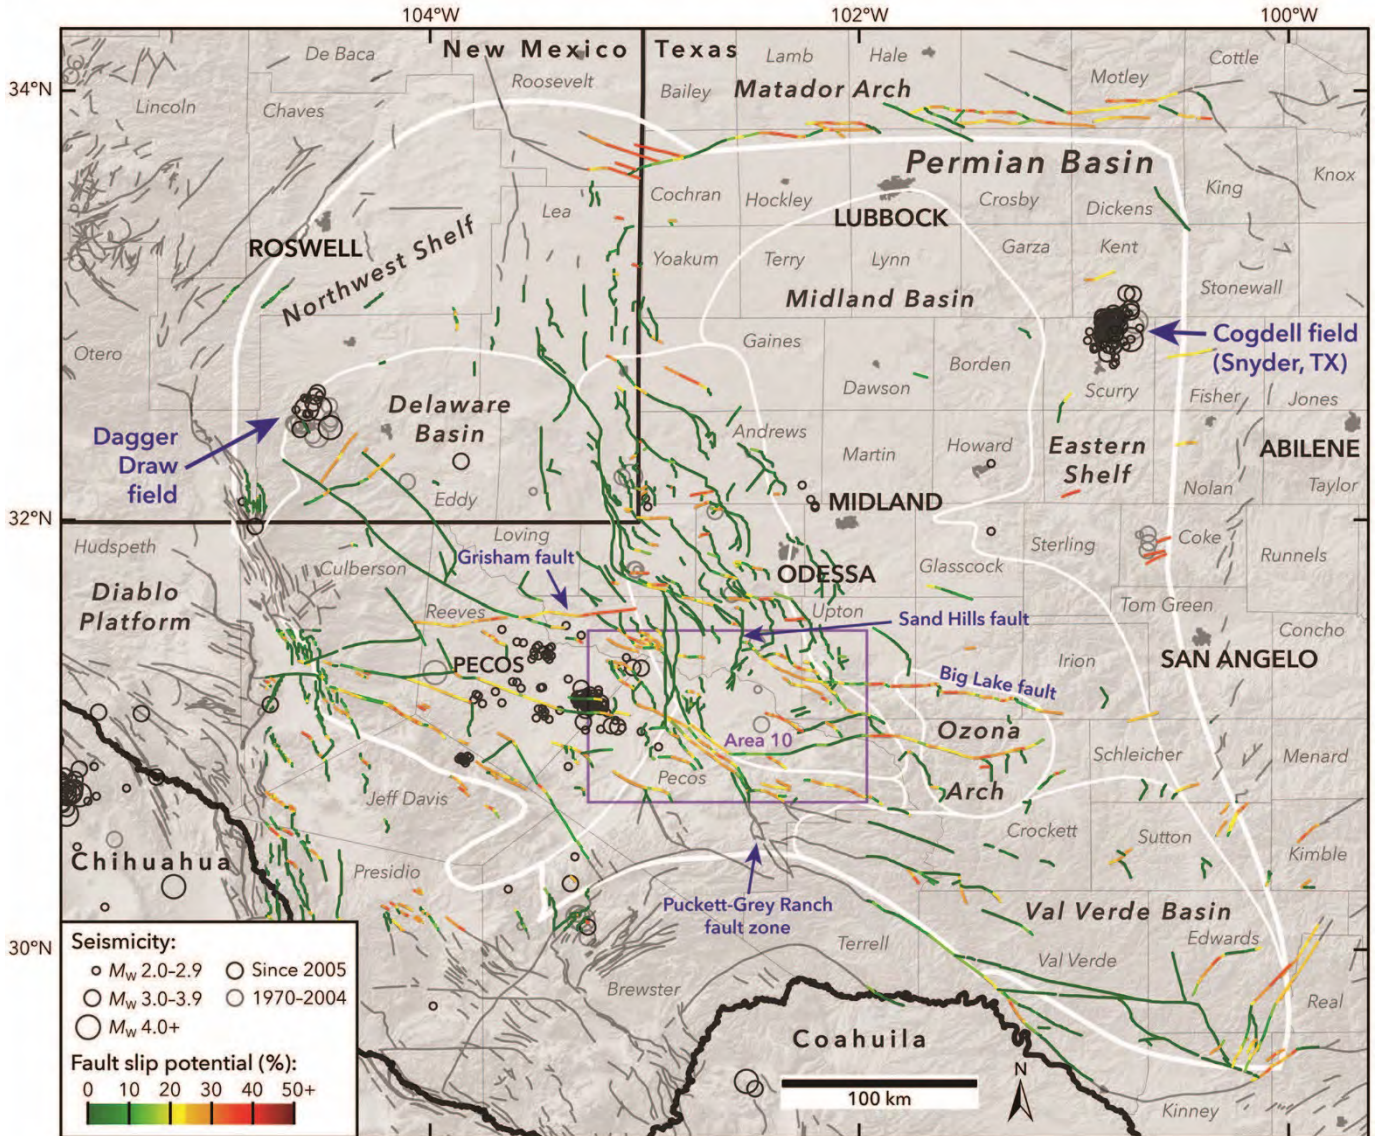 104°W
102°W
100°W
34°N
New Mexico
Texas
De Baca
Roosevelt
Lamb
Hale
Cottle
Lincoln
Chaves
Bailey
Matador Arch
Motley
Permian Basin
Knox
King
Cochran
Hockley
Crosby
Dickens
Lea
LUBBOCK
ROSWELL
Northwest Shelf
Yoakum
Terry
Lynn
Garza
Kent
Stonewall
Midland Basin
Cogdell field
(Snyder, TX)
Otero
Gaines
Borden
Dawson
Scurry
Fisher
Jones
Delaware
Basin
Dagger
Draw
field
Andrews
Martin
Howard
Eastern
Shelf
ABILENE
Eddy
MIDLAND
Nolan
Taylor
32°N
Hudspeth
Loving
Sterling
Coke
Runnels
Grisham fault
Culberson
ODESSA
Glasscock
Diablo
Platform
Reeves
Upton
Sand Hills fault
Tom Green
Concho
PECOS
Irion
SAN ANGELO
Big Lake fault
Area 10
Ozona
Arch
Schleicher
Menard
Pecos
Jeff Davis
Crockett
Sutton
Kimble
Chihuahua
Presidio
Puckett-Grey Ranch
fault zone
Val Verde Basin
30°N
Terrell
Val Verde
Edwards
Brewster
Real
Coahuila
Kinney
N
100 km
Seismicity:
Mw 2.0–2.9
Since 2005
Mw 3.0–3.9
1970–2004
Mw 4.0+
Fault slip potential (%):
0 10 20 30 40 50+